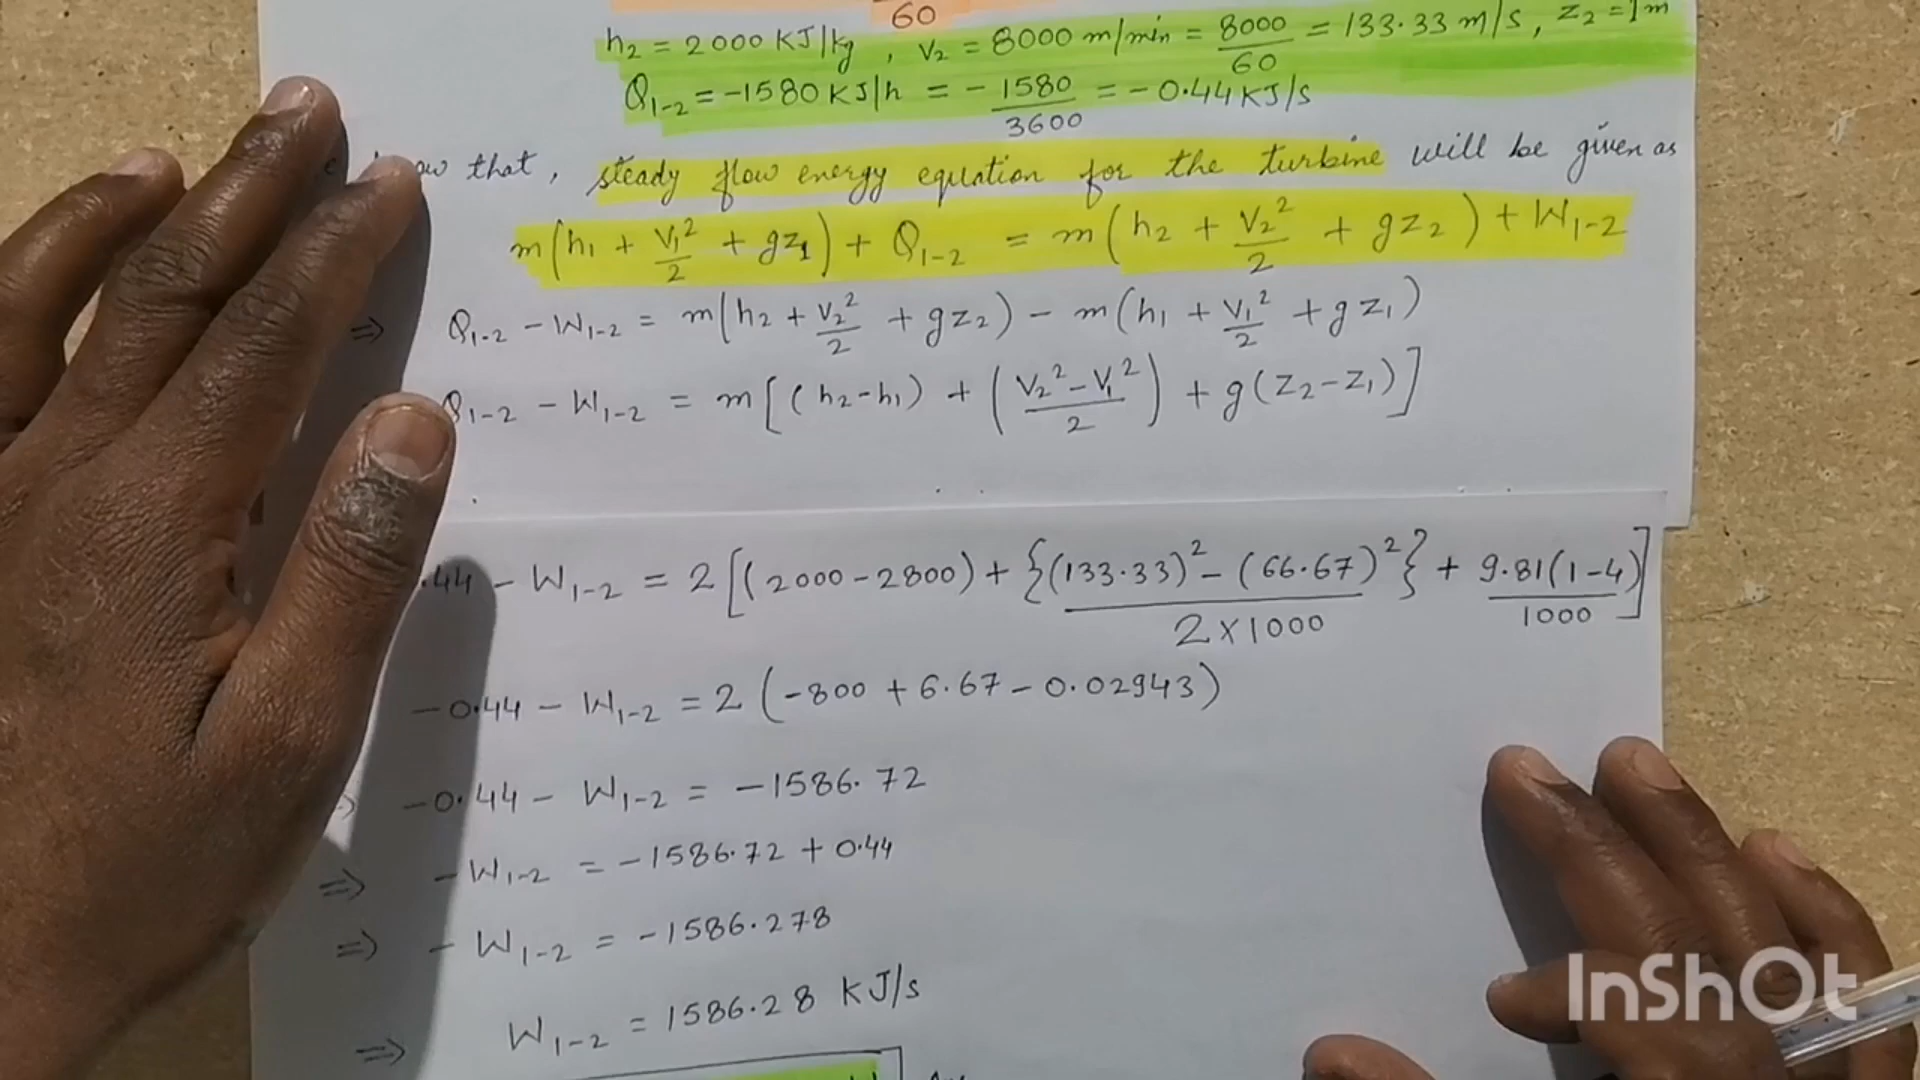 60
h₂ = 2000 KJ/kg , V₂ = 8000 m/min = 8000/60 = 133.33 m/s, Z₂ = 1m
Q₁₋₂ = -1580 KJ/h = - 1580/3600 = -0.44 KJ/s
that, steady flow energy equation for the turbine will be given as
m(h₁ + V₁²/2 + gz₁) + Q₁₋₂ = m(h₂ + V₂²/2 + gz₂) + W₁₋₂
⇒ Q₁₋₂ - W₁₋₂ = m(h₂ + V₂²/2 + gz₂) - m(h₁ + V₁²/2 + gz₁)
Q₁₋₂ - W₁₋₂ = m[(h₂-h₁) + (V₂²-V₁²/2) + g(Z₂-Z₁)]
.44 - W₁₋₂ = 2[(2000-2800) + {(133.33)² - (66.67)²}/2×1000 + 9.81(1-4)/1000]
-0.44 - W₁₋₂ = 2(-800 + 6.67 - 0.02943)
-0.44 - W₁₋₂ = -1586.72
⇒ -W₁₋₂ = -1586.72 + 0.44
⇒ -W₁₋₂ = -1586.278
⇒ W₁₋₂ = 1586.28 KJ/s
InShOt